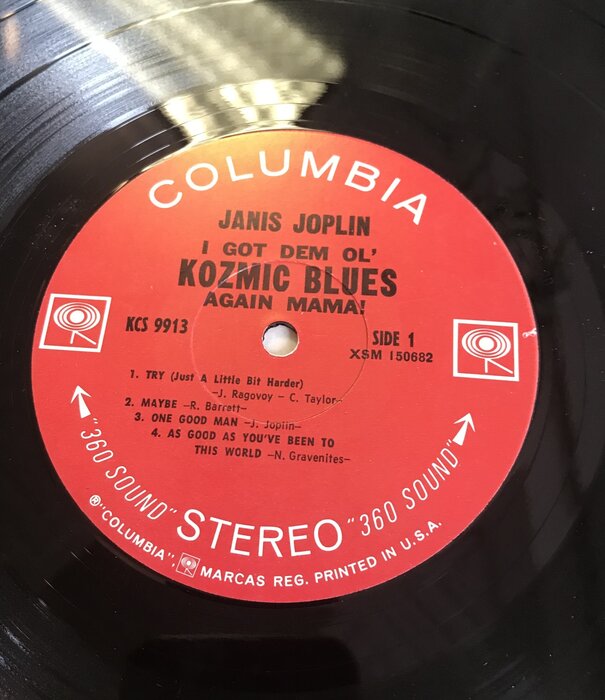 COLUMBIA
JANIS JOPLIN
I GOT DEM OL'
KOZMIC BLUES
AGAIN MAMA!
KCS 9913
SIDE 1
XSM 150682
1. TRY (Just A Little Bit Harder)
-J. Ragovoy - C. Taylor-
2. MAYBE -R. Barrett-
3. ONE GOOD MAN -J. Joplin-
4. AS GOOD AS YOU'VE BEEN TO
THIS WORLD -N. Gravenites-
"360 SOUND" STEREO "360 SOUND"
®"COLUMBIA", MARCAS REG. PRINTED IN U.S.A.